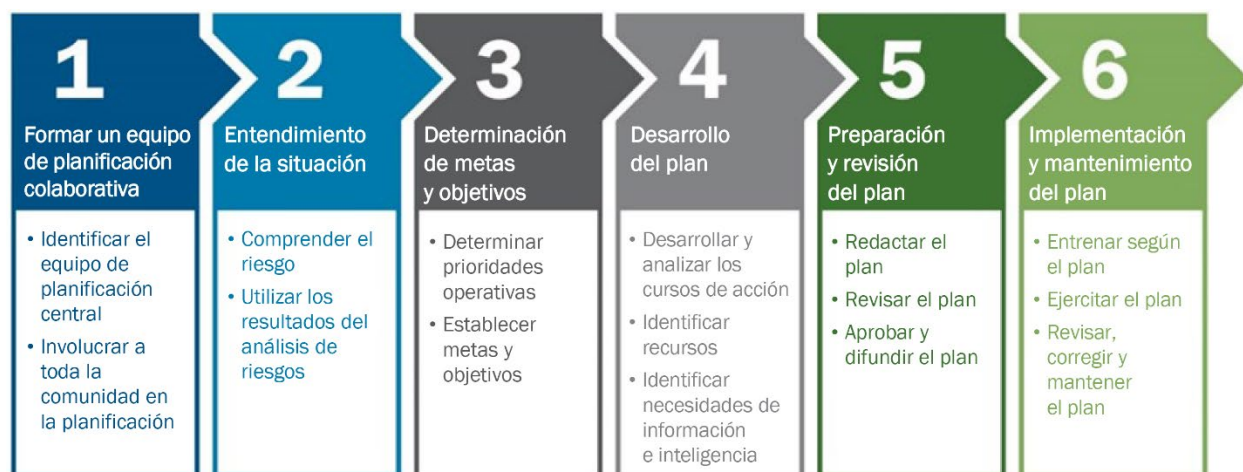 1
Formar un equipo
de planificación
colaborativa
• Identificar el
equipo de
planificación
central
• Involucrar a
toda la
comunidad en
la planificación
2
Entendimiento
de la situación
• Comprender el
riesgo
• Utilizar los
resultados del
análisis de
riesgos
3
Determinación
de metas
y objetivos
• Determinar
prioridades
operativas
• Establecer
metas y
objetivos
4
Desarrollo
del plan
• Desarrollar y
analizar los
cursos de acción
• Identificar
recursos
• Identificar
necesidades de
información
e inteligencia
5
Preparación
y revisión
del plan
• Redactar el
plan
• Revisar el plan
• Aprobar y
difundir el plan
6
Implementación
y mantenimiento
del plan
• Entrenar según
el plan
• Ejercitar el plan
• Revisar,
corregir y
mantener
el plan